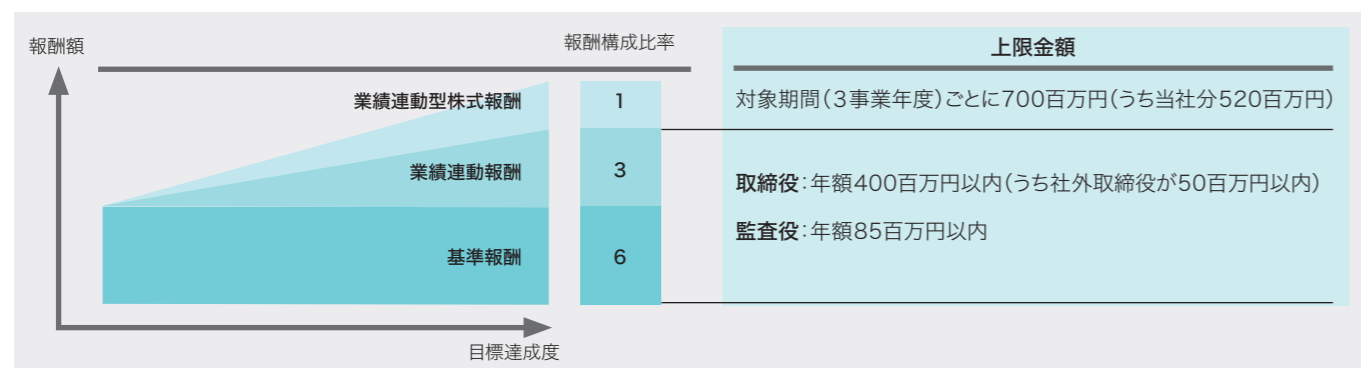 報酬額
報酬構成比率
上限金額
業績連動型株式報酬
1
対象期間(3事業年度)ごとに700百万円(うち当社分520百万円)
業績連動報酬
3
取締役:年額400百万円以内(うち社外取締役が50百万円以内)
監査役:年額85百万円以内
基準報酬
6
目標達成度